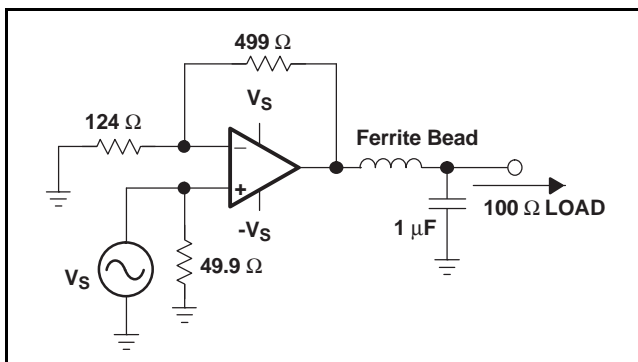 499 Ω
V_S
124 Ω
Ferrite Bead
−
+
-V_S
1 μF
100 Ω LOAD
49.9 Ω
V_S